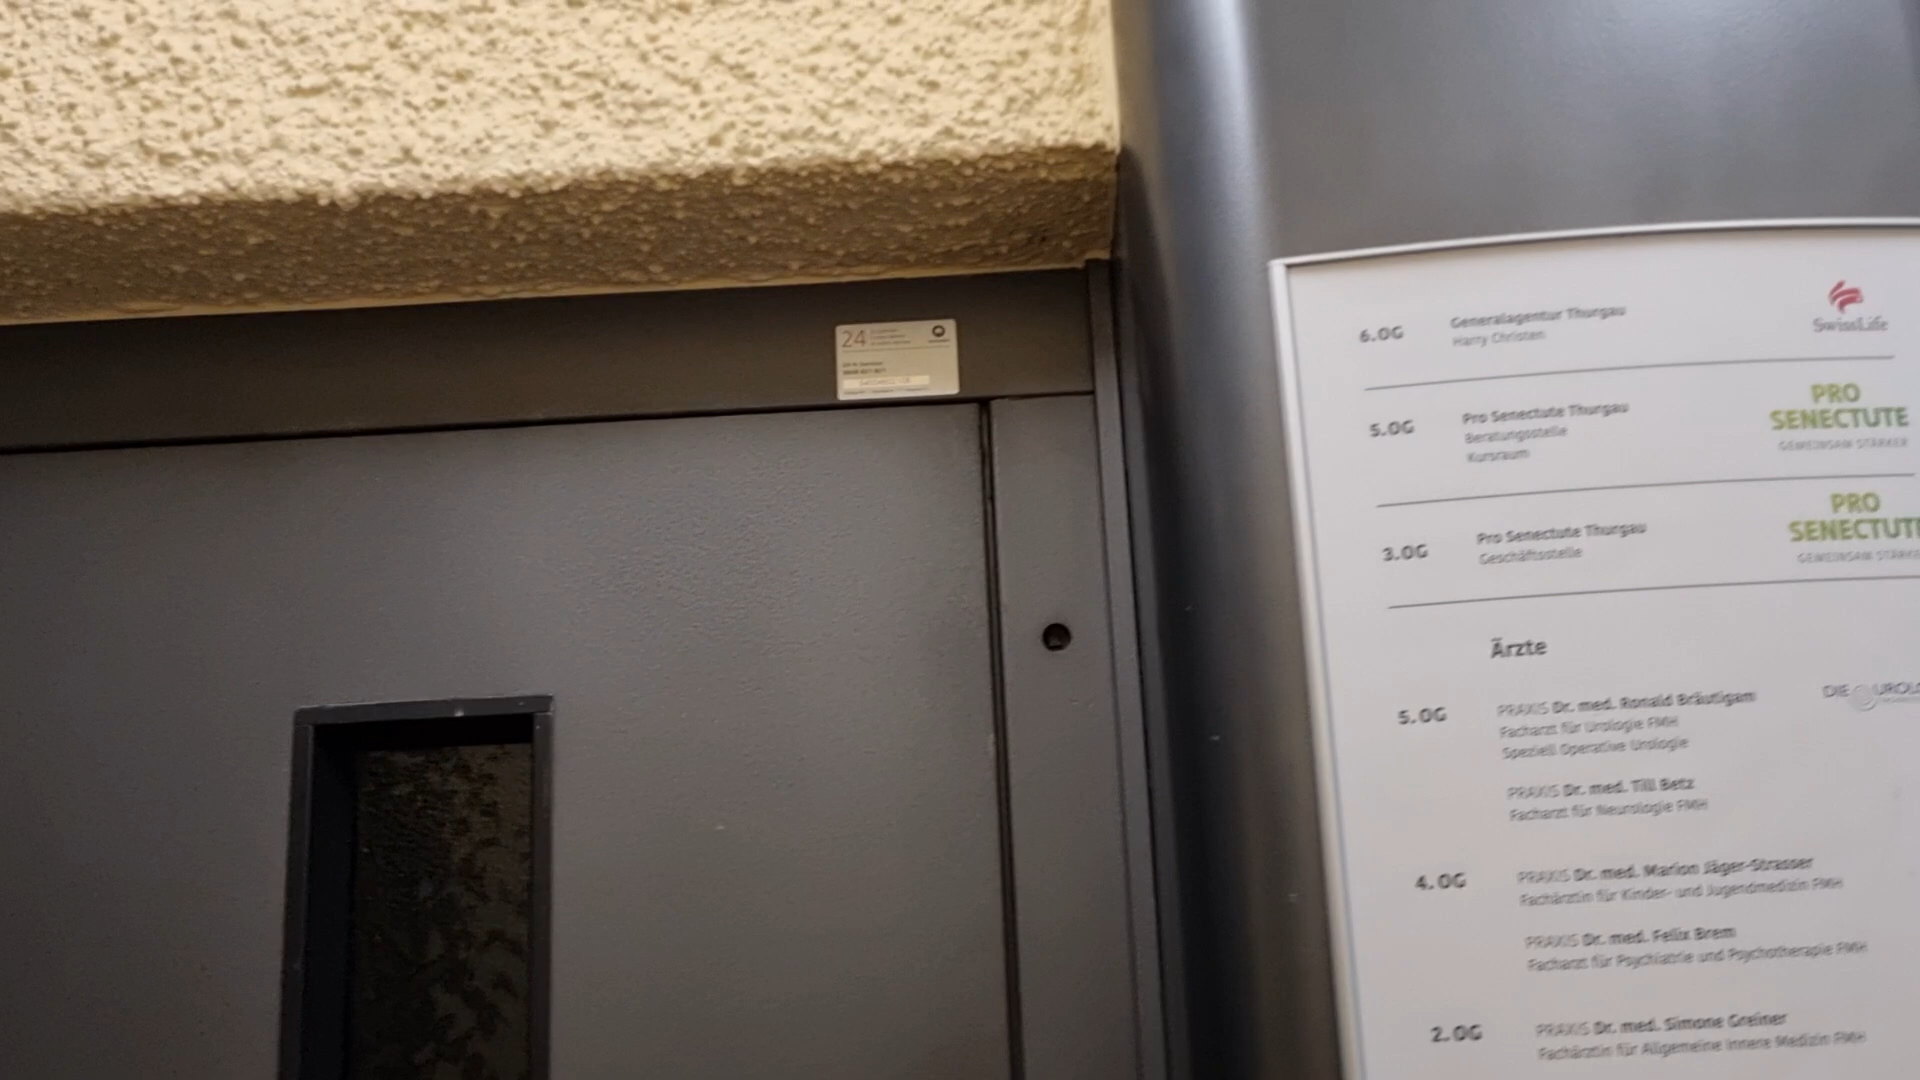 24
6.OG
Generalagentur Thurgau
Harry Christen
SwissLife
5.OG
Pro Senectute Thurgau
Beratungsstelle
Kursraum
PRO
SENECTUTE
GEMEINSAM STÄRKER
3.OG
Pro Senectute Thurgau
Geschäftsstelle
PRO
SENECTUTE
GEMEINSAM STÄRKE
Ärzte
5.OG
PRAXIS Dr. med. Ronald Bräutigam
Facharzt für Urologie FMH
Speziell Operative Urologie
DIE UROLO
PRAXIS Dr. med. Till Betz
Facharzt für Neurologie FMH
4.OG
PRAXIS Dr. med. Marion Jäger-Strasser
Fachärztin für Kinder- und Jugendmedizin FMH
PRAXIS Dr. med. Felix Brem
Facharzt für Psychiatrie und Psychotherapie FMH
2.OG
PRAXIS Dr. med. Simone Greiner
Fachärztin für Allgemeine Innere Medizin FMH